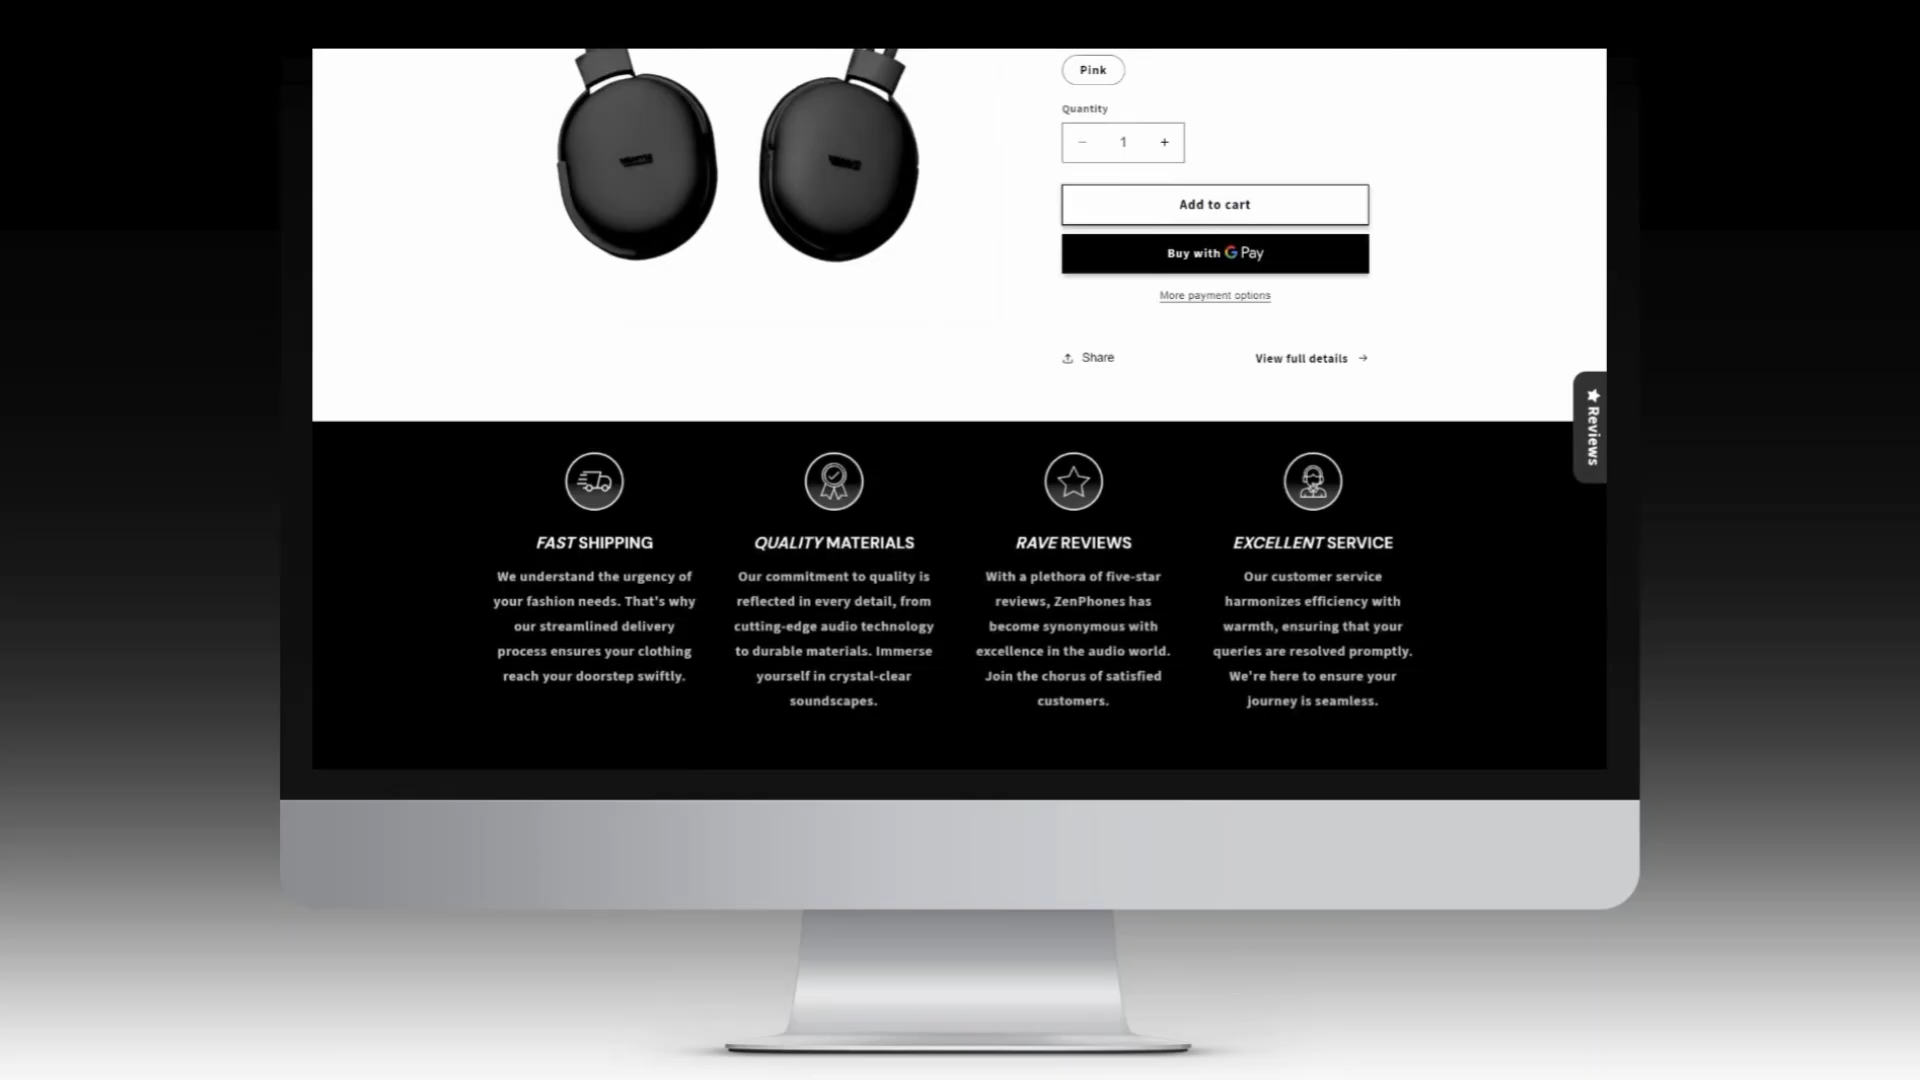 Pink
Quantity
− 1 +
Add to cart
Buy with G Pay
More payment options
Share
View full details →
★ Reviews
FAST SHIPPING
We understand the urgency of
your fashion needs. That's why
our streamlined delivery
process ensures your clothing
reach your doorstep swiftly.
QUALITY MATERIALS
Our commitment to quality is
reflected in every detail, from
cutting-edge audio technology
to durable materials. Immerse
yourself in crystal-clear
soundscapes.
RAVE REVIEWS
With a plethora of five-star
reviews, ZenPhones has
become synonymous with
excellence in the audio world.
Join the chorus of satisfied
customers.
EXCELLENT SERVICE
Our customer service
harmonizes efficiency with
warmth, ensuring that your
queries are resolved promptly.
We're here to ensure your
journey is seamless.